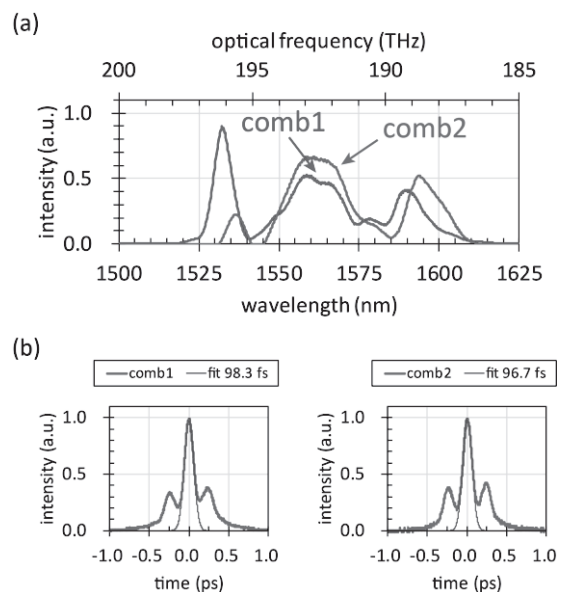 (a)
optical frequency (THz)
200 195 190 185
intensity (a.u.)
1.0
0.5
0.0
comb1
comb2
1500 1525 1550 1575 1600 1625
wavelength (nm)
(b)
comb1 fit 98.3 fs
comb2 fit 96.7 fs
intensity (a.u.)
1.0
0.5
0.0
-1.0 -0.5 0.0 0.5 1.0
time (ps)
intensity (a.u.)
1.0
0.5
0.0
-1.0 -0.5 0.0 0.5 1.0
time (ps)